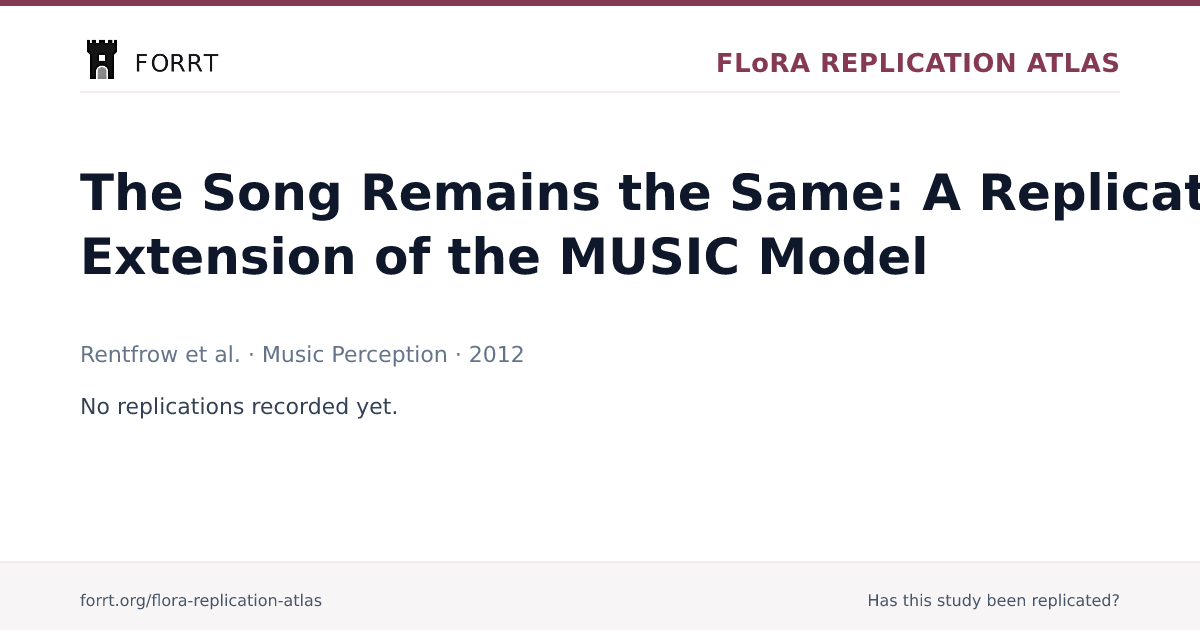 FORRT
FLoRA REPLICATION ATLAS
The Song Remains the Same: A Replicat
Extension of the MUSIC Model
Rentfrow et al. · Music Perception · 2012
No replications recorded yet.
forrt.org/flora-replication-atlas
Has this study been replicated?